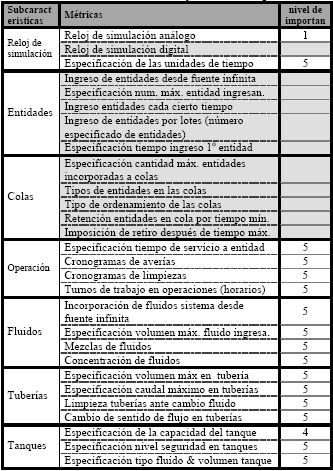 Subcaract Métricas nivel de
erísticas importan
Reloj de simulación Reloj de simulación análogo 1
Reloj de simulación digital
Especificación de las unidades de tiempo 5
Entidades Ingreso de entidades desde fuente infinita
Especificación num. máx. entidad ingresan.
Ingreso entidades cada cierto tiempo
Ingreso de entidades por lotes (número
especificado de entidades)
Especificación tiempo ingreso 1° entidad
Colas Especificación cantidad máx. entidades
incorporadas a colas
Tipos de entidades en las colas
Tipo de ordenamiento de las colas
Retención entidades en cola por tiempo mín.
Imposición de retiro después de tiempo máx.
Operación Especificación tiempo de servicio a entidad 5
Cronogramas de averías 5
Cronogramas de limpiezas 5
Turnos de trabajo en operaciones (horarios) 5
Fluidos Incorporación de fluidos sistema desde
fuente infinita 5
Especificación volumen máx. fluido ingresa. 5
Mezclas de fluidos 5
Concentración de fluidos 5
Tuberías Especificación volumen máx en tubería 5
Especificación caudal máximo en tuberías 5
Limpieza tuberías ante cambio fluido 5
Cambio de sentido de flujo en tuberías 5
Tanques Especificación de la capacidad del tanque 4
Especificación nivel seguridad en tanques 5
Especificación tipo fluido & volumen tanque 5